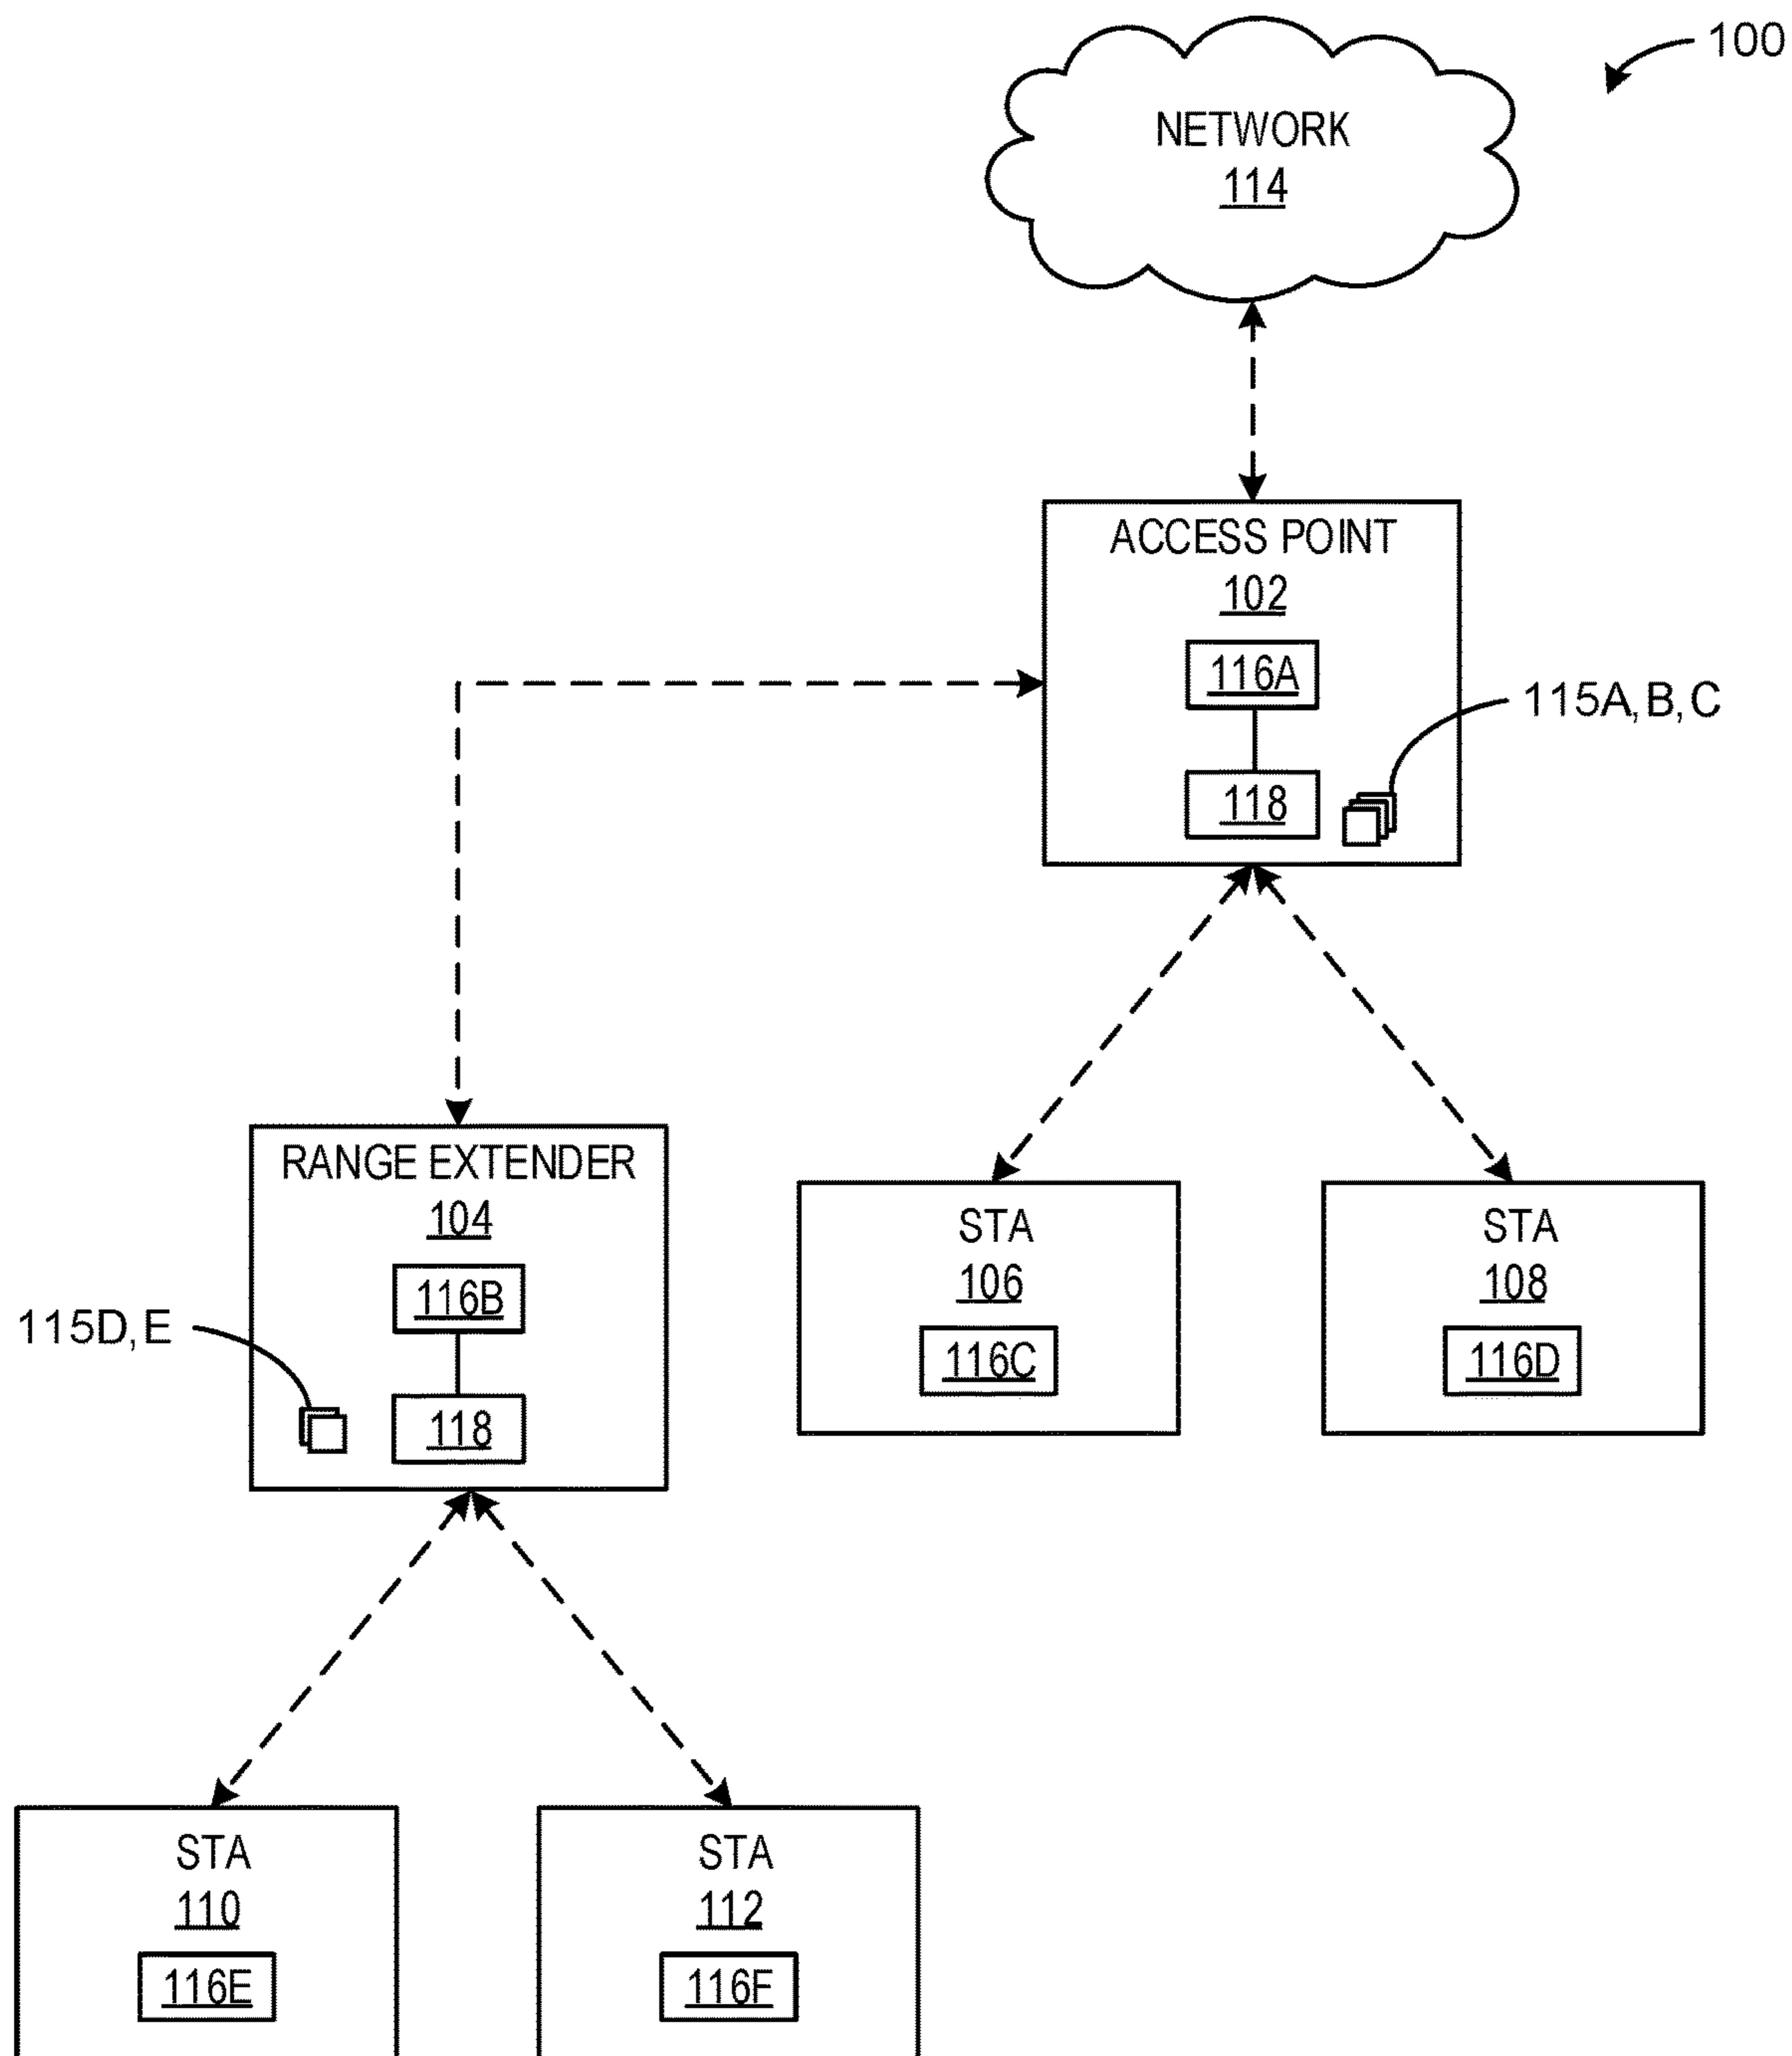 100
NETWORK
114
ACCESS POINT
102
116A
115A, B, C
118
RANGE EXTENDER
104
116B
115D, E
118
STA
106
116C
STA
108
116D
STA
110
116E
STA
112
116F